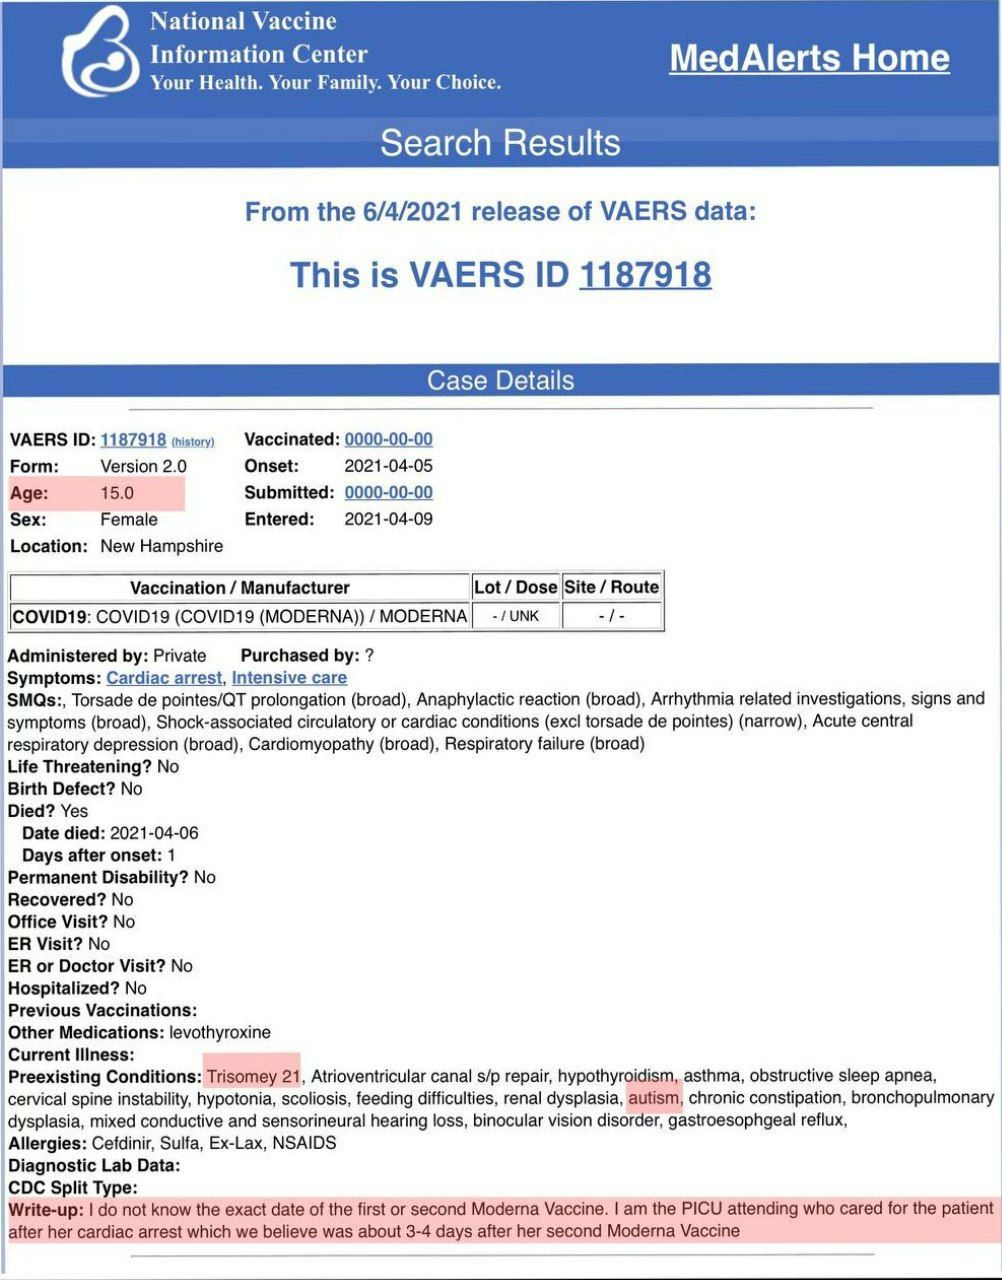 National Vaccine
Information Center
Your Health. Your Family. Your Choice.
MedAlerts Home
Search Results
From the 6/4/2021 release of VAERS data:
This is VAERS ID 1187918
Case Details
VAERS ID: 1187918 (history) Vaccinated: 0000-00-00
Form: Version 2.0 Onset: 2021-04-05
Age: 15.0 Submitted: 0000-00-00
Sex: Female Entered: 2021-04-09
Location: New Hampshire
Vaccination / Manufacturer Lot / Dose Site / Route
COVID19: COVID19 (COVID19 (MODERNA)) / MODERNA - / UNK - / -
Administered by: Private Purchased by: ?
Symptoms: Cardiac arrest, Intensive care
SMQs:, Torsade de pointes/QT prolongation (broad), Anaphylactic reaction (broad), Arrhythmia related investigations, signs and
symptoms (broad), Shock-associated circulatory or cardiac conditions (excl torsade de pointes) (narrow), Acute central
respiratory depression (broad), Cardiomyopathy (broad), Respiratory failure (broad)
Life Threatening? No
Birth Defect? No
Died? Yes
Date died: 2021-04-06
Days after onset: 1
Permanent Disability? No
Recovered? No
Office Visit? No
ER Visit? No
ER or Doctor Visit? No
Hospitalized? No
Previous Vaccinations:
Other Medications: levothyroxine
Current Illness:
Preexisting Conditions: Trisomey 21, Atrioventricular canal s/p repair, hypothyroidism, asthma, obstructive sleep apnea,
cervical spine instability, hypotonia, scoliosis, feeding difficulties, renal dysplasia, autism, chronic constipation, bronchopulmonary
dysplasia, mixed conductive and sensorineural hearing loss, binocular vision disorder, gastroesophgeal reflux,
Allergies: Cefdinir, Sulfa, Ex-Lax, NSAIDS
Diagnostic Lab Data:
CDC Split Type:
Write-up: I do not know the exact date of the first or second Moderna Vaccine. I am the PICU attending who cared for the patient
after her cardiac arrest which we believe was about 3-4 days after her second Moderna Vaccine